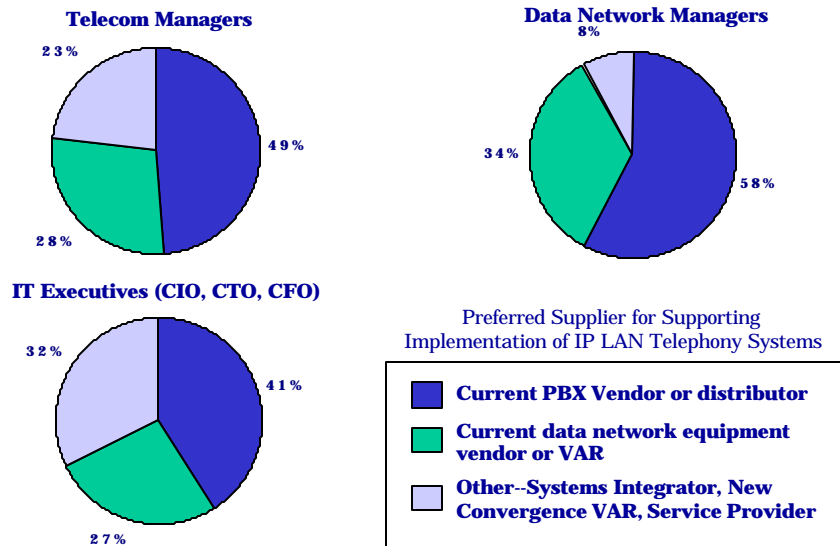 Telecom Managers
23%
49%
28%
Data Network Managers
8%
34%
58%
IT Executives (CIO, CTO, CFO)
32%
41%
27%
Preferred Supplier for Supporting
Implementation of IP LAN Telephony Systems
Current PBX Vendor or distributor
Current data network equipment
vendor or VAR
Other--Systems Integrator, New
Convergence VAR, Service Provider